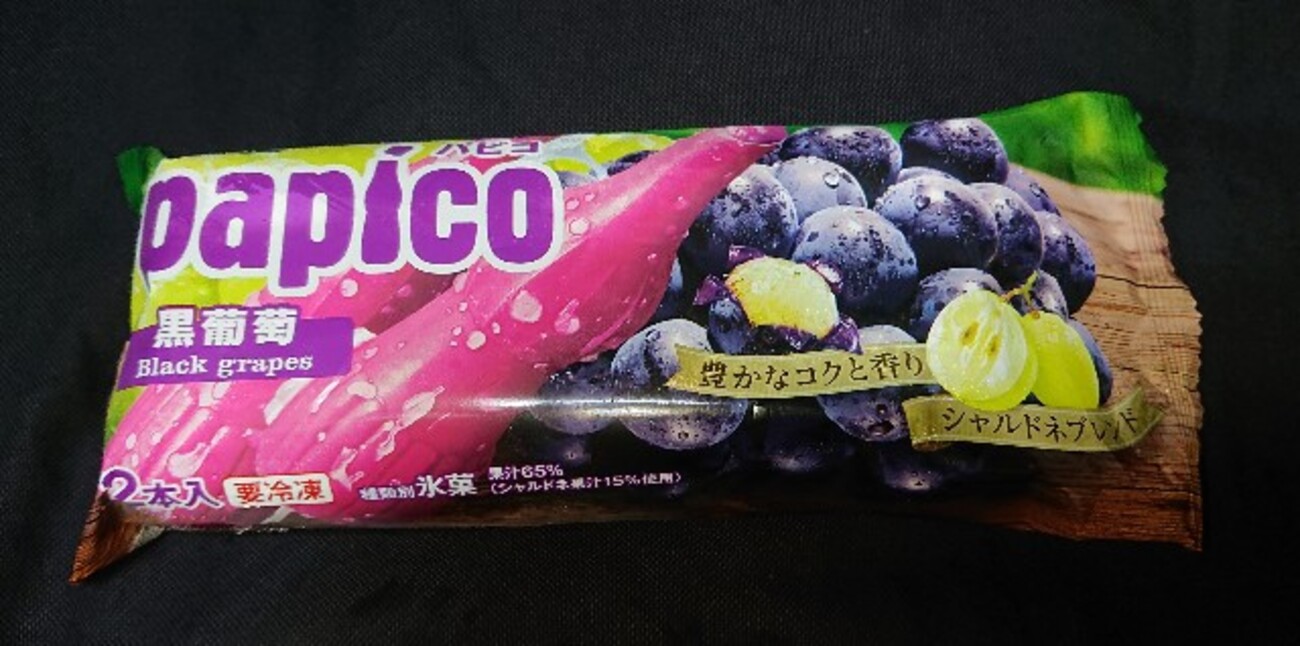 パピコ
papico
黒葡萄
Black grapes
豊かなコクと香り
シャルドネブレンド
2本入 要冷凍 種類別 氷菓 果汁65%
(シャルドネ果汁15%使用)